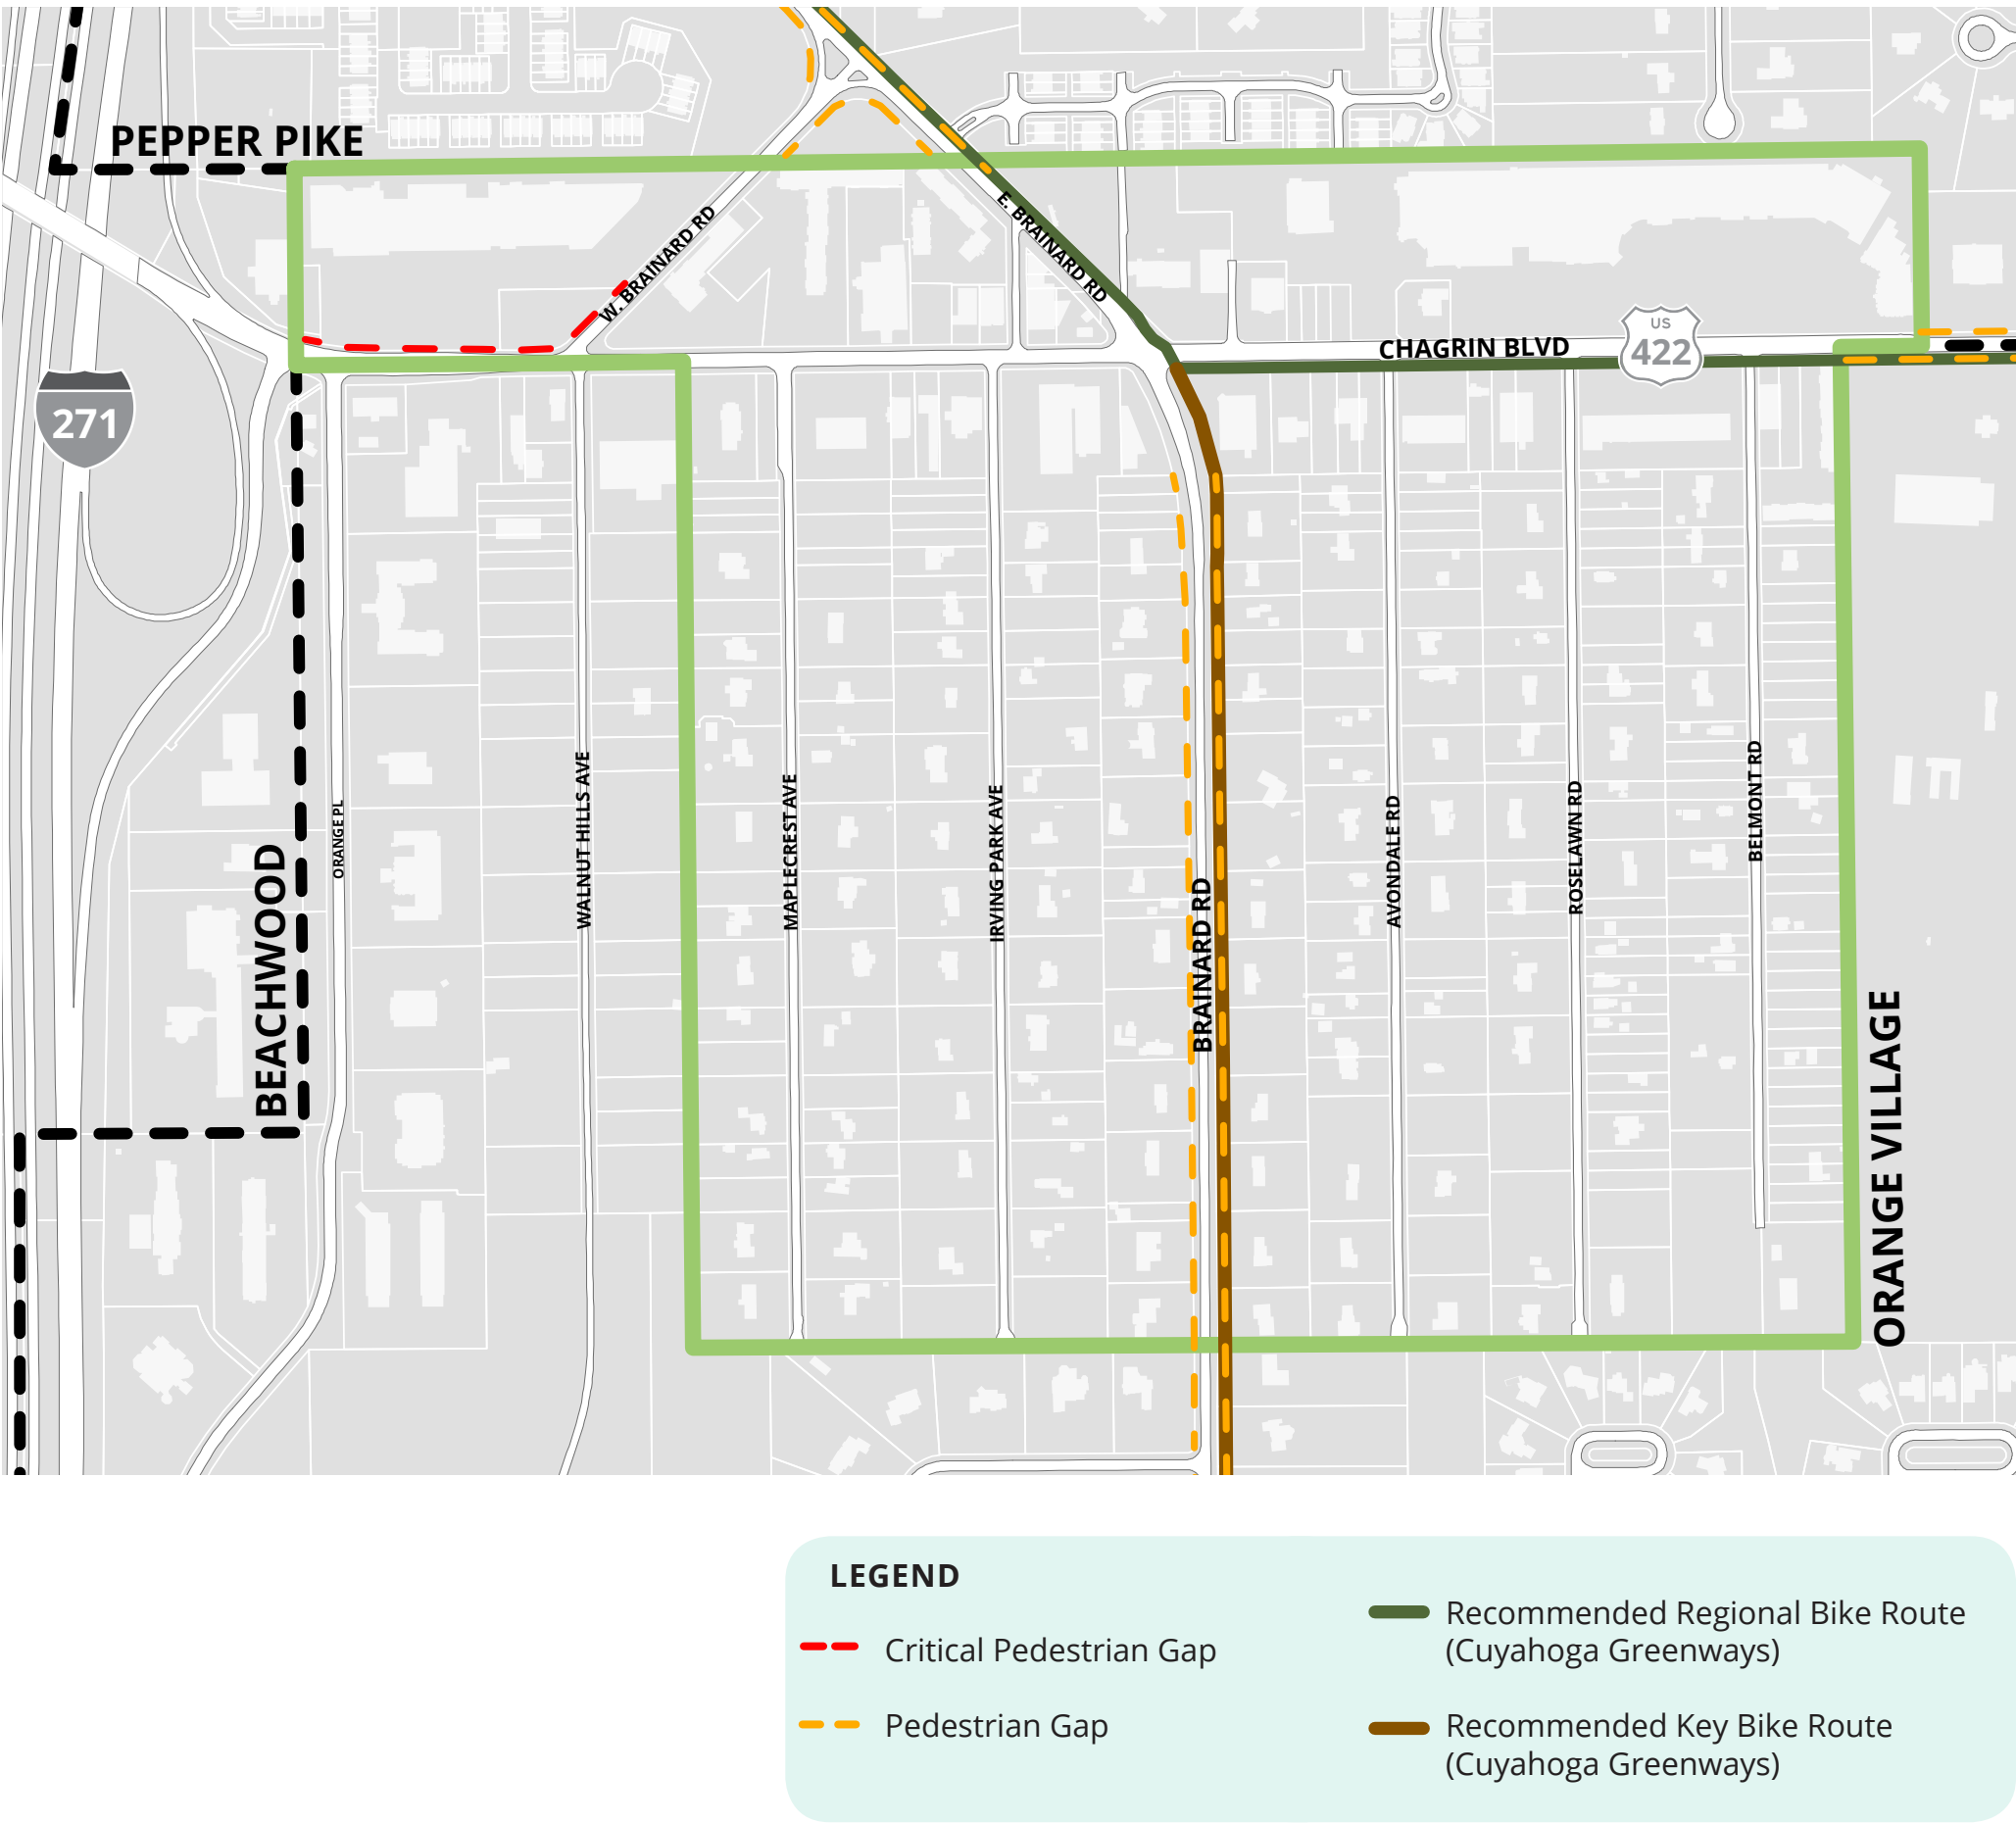 PEPPER PIKE
W. BRAINARD RD
E. BRAINARD RD
CHAGRIN BLVD
US
422
271
BEACHWOOD
ORANGE PL
WALNUT HILLS AVE
MAPLECREST AVE
IRVING PARK AVE
BRAINARD RD
AVONDALE RD
ROSELAWN RD
BELMONT RD
ORANGE VILLAGE
LEGEND
Critical Pedestrian Gap
Pedestrian Gap
Recommended Regional Bike Route
(Cuyahoga Greenways)
Recommended Key Bike Route
(Cuyahoga Greenways)